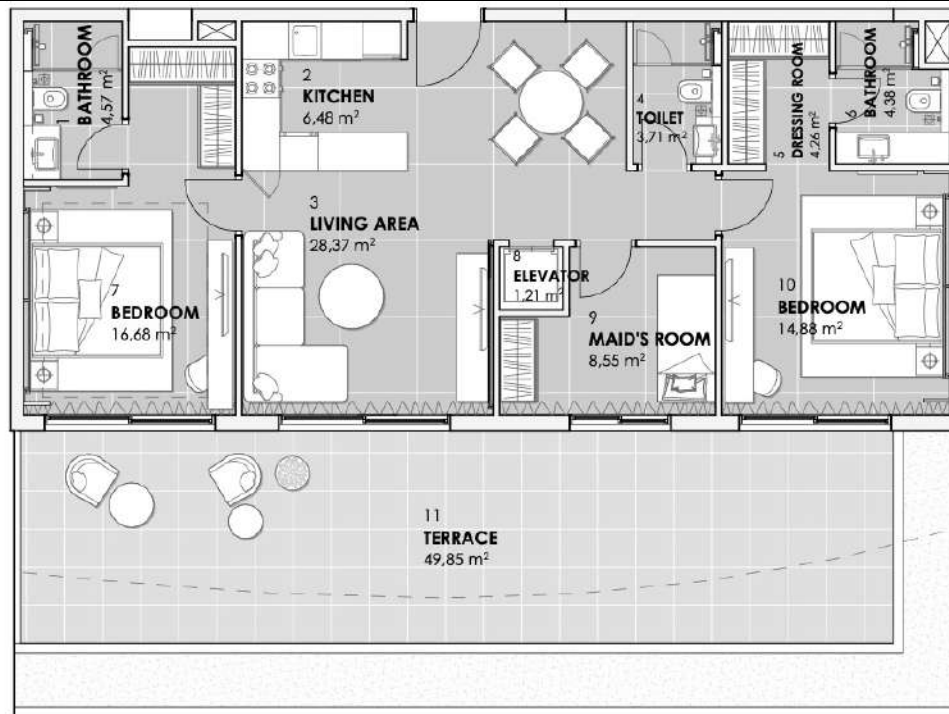 1
BATHROOM
4,57 m²
2
KITCHEN
6,48 m²
3
LIVING AREA
28,37 m²
4
TOILET
3,71 m²
5
DRESSING ROOM
4,26 m²
6
BATHROOM
4,38 m²
7
BEDROOM
16,68 m²
8
ELEVATOR
1,21 m²
9
MAID'S ROOM
8,55 m²
10
BEDROOM
14,88 m²
11
TERRACE
49,85 m²